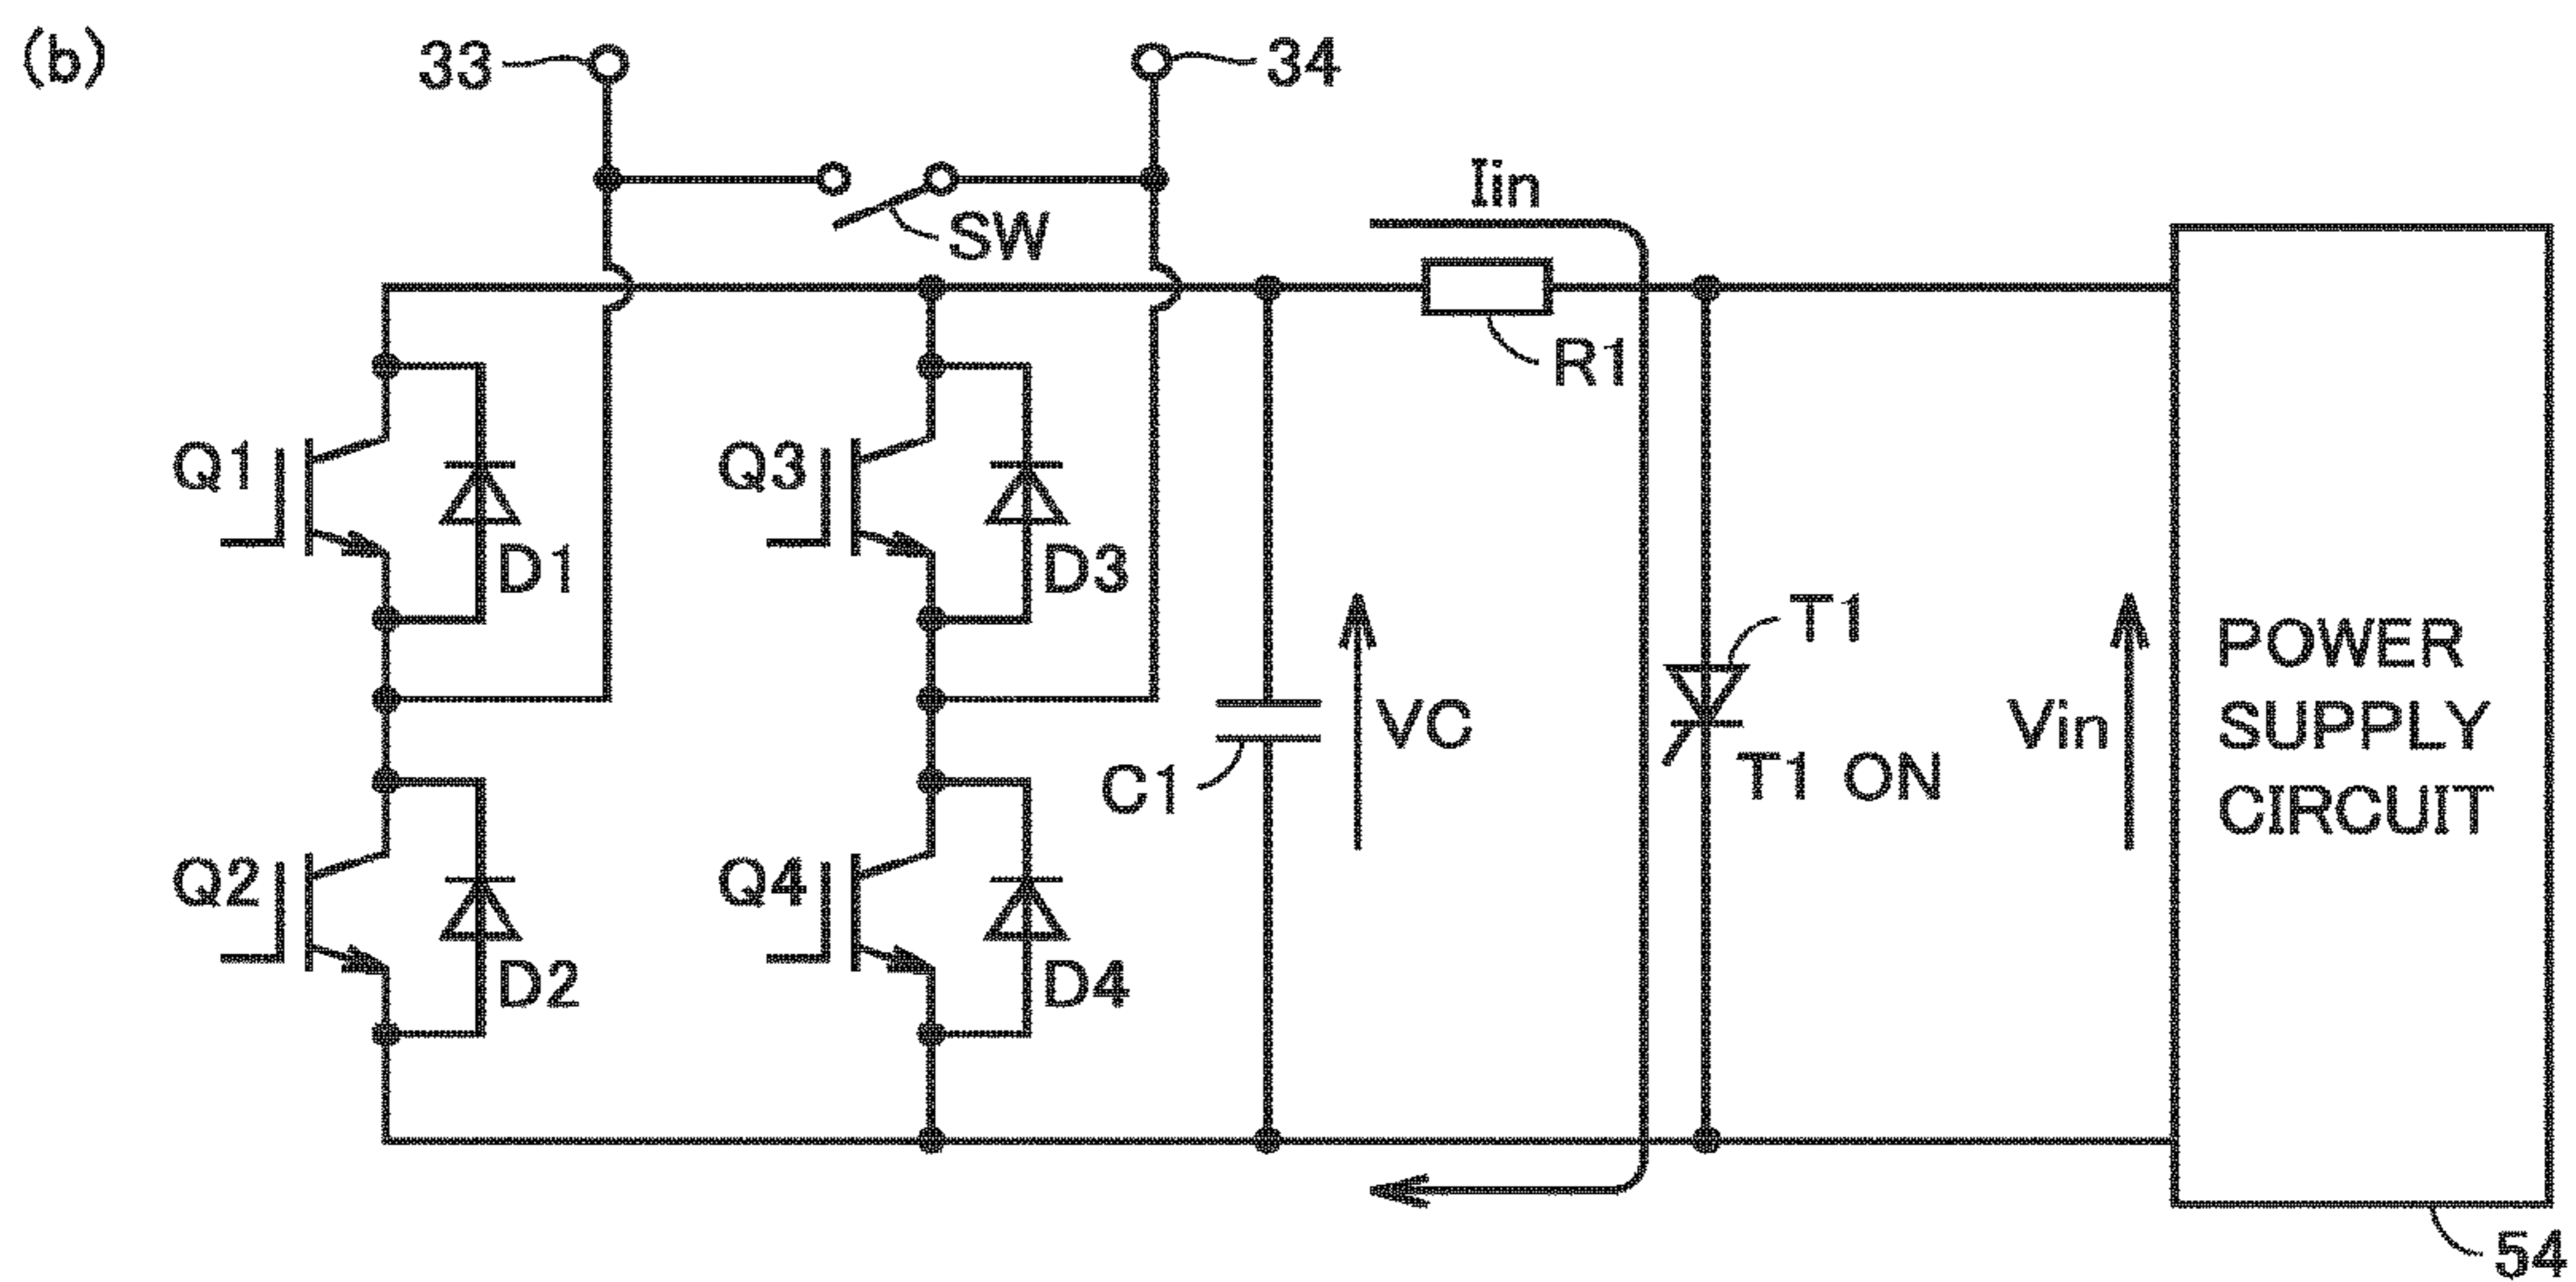 (b)
33
34
Iin
SW
R1
Q1
Q3
D1
D3
T1
POWER
SUPPLY
CIRCUIT
VC
Vin
C1
T1 ON
Q2
Q4
D2
D4
54